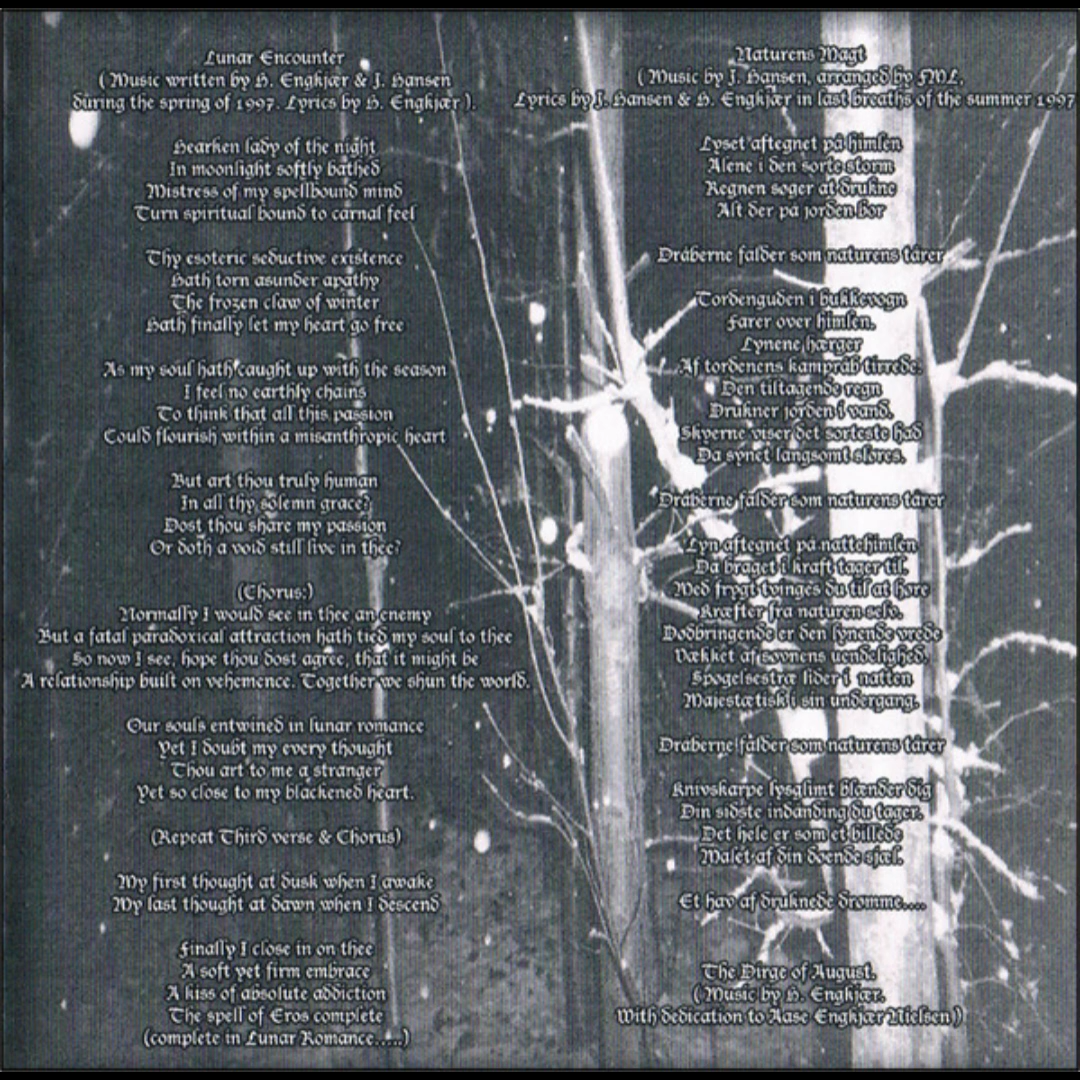 Lunar Encounter
( Music written by H. Engkjær & J. Hansen
during the spring of 1997. Lyrics by H. Engkjær ).
Hearken lady of the night
In moonlight softly bathed
Mistress of my spellbound mind
Turn spiritual bound to carnal feel
Thy esoteric seductive existence
Hath torn asunder apathy
The frozen claw of winter
Hath finally let my heart go free
As my soul hath caught up with the season
I feel no earthly chains
To think that all this passion
Could flourish within a misanthropic heart
But art thou truly human
In all thy solemn grace?
Dost thou share my passion
Or doth a void still live in thee?
(Chorus:)
Normally I would see in thee an enemy
But a fatal paradoxical attraction hath tied my soul to thee
So now I see, hope thou dost agree, that it might be
A relationship built on vehemence. Together we shun the world.
Our souls entwined in lunar romance
Yet I doubt my every thought
Thou art to me a stranger
Yet so close to my blackened heart.
(Repeat Third verse & Chorus)
My first thought at dusk when I awake
My last thought at dawn when I descend
Finally I close in on thee
A soft yet firm embrace
A kiss of absolute addiction
The spell of Eros complete
(complete in Lunar Romance.....)
Naturens Magt
( Music by J. Hansen, arranged by FML,
Lyrics by J. Hansen & H. Engkjær in last breaths of the summer 1997
Lyset aftegnet på himlen
Alene i den sorte storm
Regnen søger at drukne
Alt der på jorden bor
Dråberne falder som naturens tårer
Tordenguden i bukkevogn
Farer over himlen.
Lynene hærger
Af tordenens kampråb tirrede.
Den tiltagende regn
Drukner jorden i vand.
Skyerne viser det sorteste had
Da synet langsomt sløres.
Dråberne falder som naturens tårer
Lyn aftegnet på nattehimlen
Da braget i kraft tager til.
Med frygt tvinges du til at høre
Kræfter fra naturen selv.
Dødbringende er den lynende vrede
Vækket af søvnens uendelighed.
Spøgelsestræ lider i natten
Majestætisk i sin undergang.
Dråberne falder som naturens tårer
Knivskarpe lysglimt blænder dig
Din sidste indånding du tager.
Det hele er som et billede
Malet af din døende sjæl.
Et hav af druknede drømme....
The Dirge of August.
( Music by H. Engkjær.
With dedication to Aase Engkjær Nielsen )